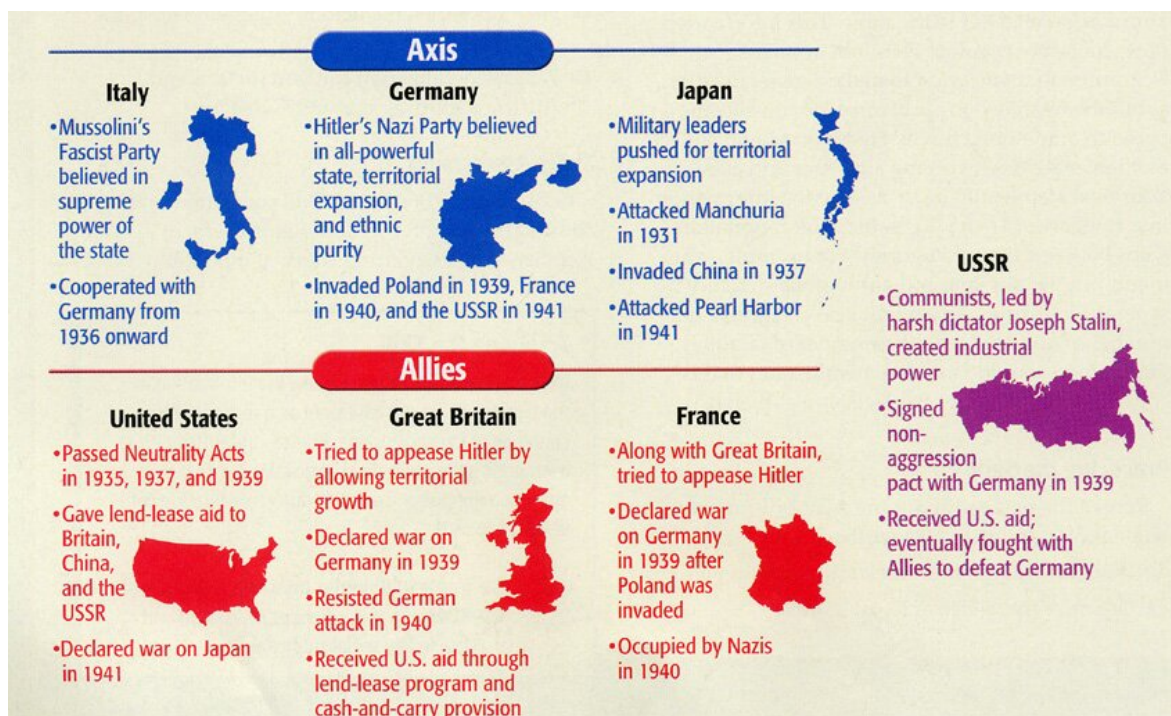 Axis
Italy
•Mussolini's
Fascist Party
believed in
supreme
power of
the state
•Cooperated with
Germany from
1936 onward
Germany
•Hitler's Nazi Party believed
in all-powerful
state, territorial
expansion,
and ethnic
purity
•Invaded Poland in 1939, France
in 1940, and the USSR in 1941
Japan
•Military leaders
pushed for territorial
expansion
•Attacked Manchuria
in 1931
•Invaded China in 1937
•Attacked Pearl Harbor
in 1941
Allies
United States
•Passed Neutrality Acts
in 1935, 1937, and 1939
•Gave lend-lease aid to
Britain,
China,
and the
USSR
•Declared war on Japan
in 1941
Great Britain
•Tried to appease Hitler by
allowing territorial
growth
•Declared war on
Germany in 1939
•Resisted German
attack in 1940
•Received U.S. aid through
lend-lease program and
cash-and-carry provision
France
•Along with Great Britain,
tried to appease Hitler
•Declared war
on Germany
in 1939 after
Poland was
invaded
•Occupied by Nazis
in 1940
USSR
•Communists, led by
harsh dictator Joseph Stalin,
created industrial
power
•Signed
non-
aggression
pact with Germany in 1939
•Received U.S. aid;
eventually fought with
Allies to defeat Germany